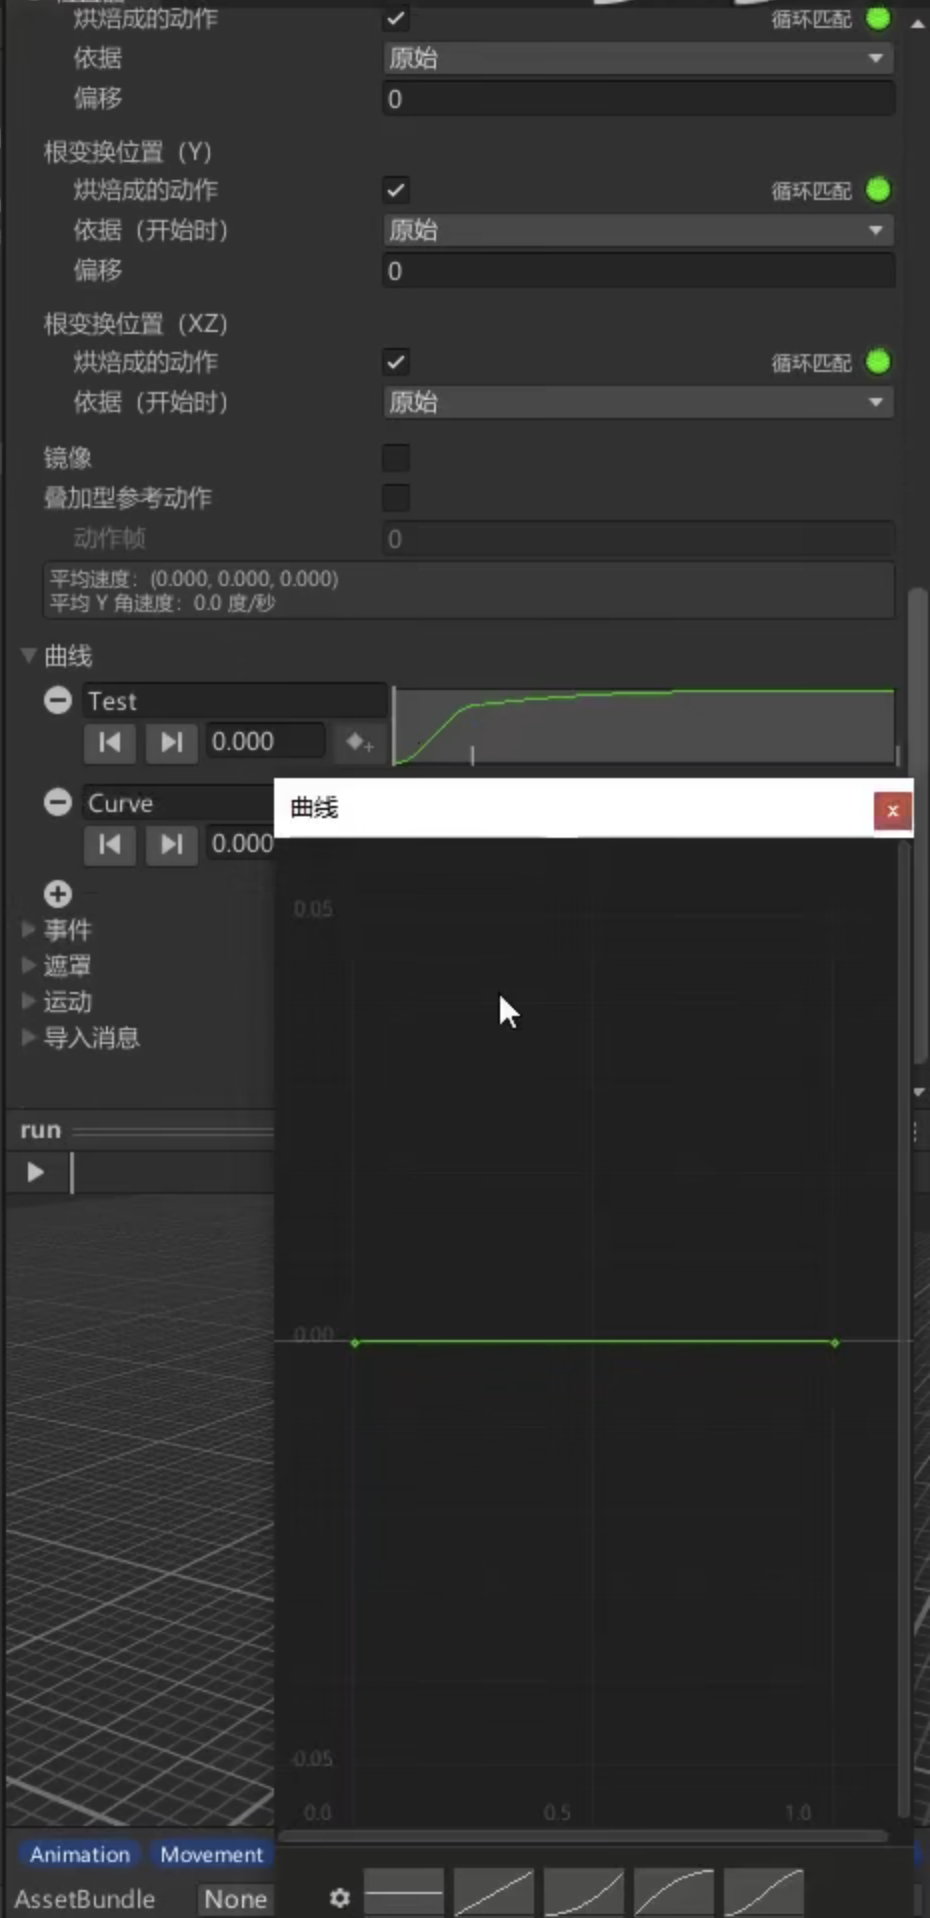 烘焙成的动作 循环匹配
依据 原始
偏移 0
根变换位置（Y）
烘焙成的动作 循环匹配
依据（开始时） 原始
偏移 0
根变换位置（XZ）
烘焙成的动作 循环匹配
依据（开始时） 原始
镜像
叠加型参考动作
动作帧 0
平均速度：(0.000, 0.000, 0.000)
平均 Y 角速度：0.0 度/秒
曲线
Test
0.000
Curve
0.000
事件
遮罩
运动
导入消息
曲线
0.05
0.00
-0.05
0.0 0.5 1.0
run
Animation Movement
AssetBundle None